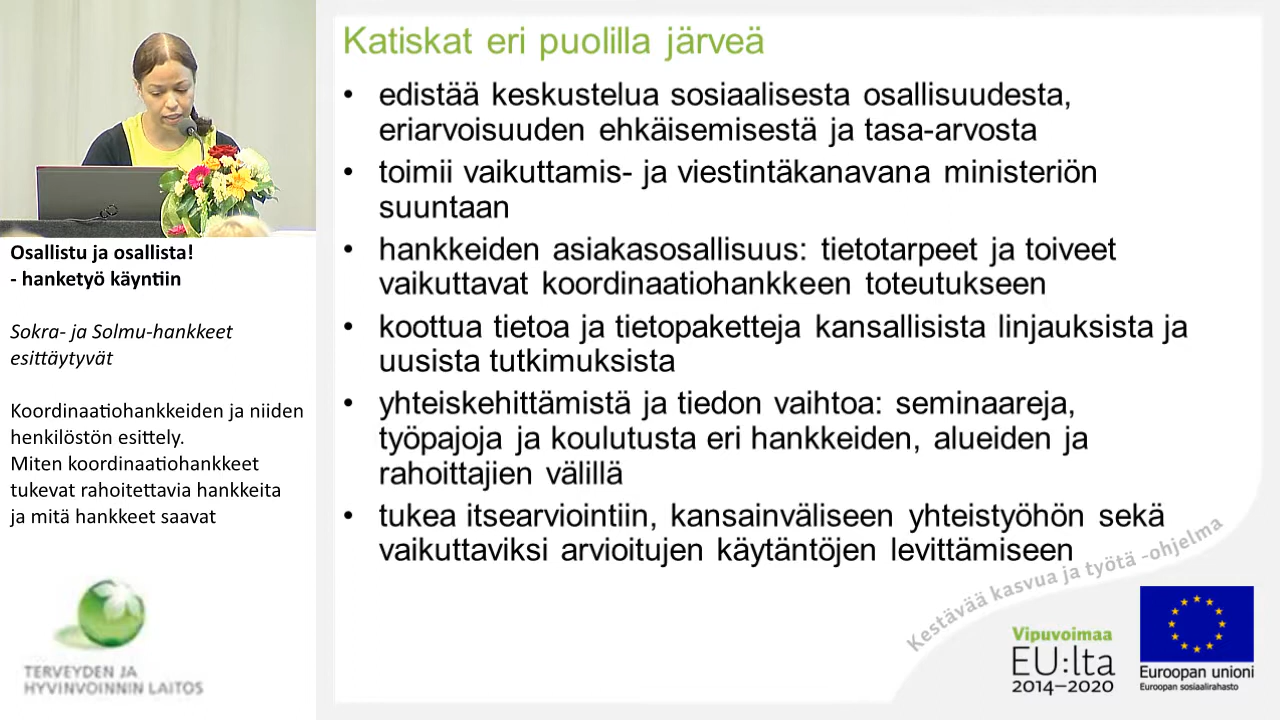 Osallistu ja osallista!
- hanketyö käyntiin
Sokra- ja Solmu-hankkeet
esittäytyvät
Koordinaatiohankkeiden ja niiden
henkilöstön esittely.
Miten koordinaatiohankkeet
tukevat rahoitettavia hankkeita
ja mitä hankkeet saavat
TERVEYDEN JA
HYVINVOINNIN LAITOS
Katiskat eri puolilla järveä
• edistää keskustelua sosiaalisesta osallisuudesta,
eriarvoisuuden ehkäisemisestä ja tasa-arvosta
• toimii vaikuttamis- ja viestintäkanavana ministeriön
suuntaan
• hankkeiden asiakasosallisuus: tietotarpeet ja toiveet
vaikuttavat koordinaatiohankkeen toteutukseen
• koottua tietoa ja tietopaketteja kansallisista linjauksista ja
uusista tutkimuksista
• yhteiskehittämistä ja tiedon vaihtoa: seminaareja,
työpajoja ja koulutusta eri hankkeiden, alueiden ja
rahoittajien välillä
• tukea itsearviointiin, kansainväliseen yhteistyöhön sekä
vaikuttaviksi arvioitujen käytäntöjen levittämiseen
Kestävää kasvua ja työtä -ohjelma
Vipuvoimaa
EU:lta
2014–2020
Euroopan unioni
Euroopan sosiaalirahasto